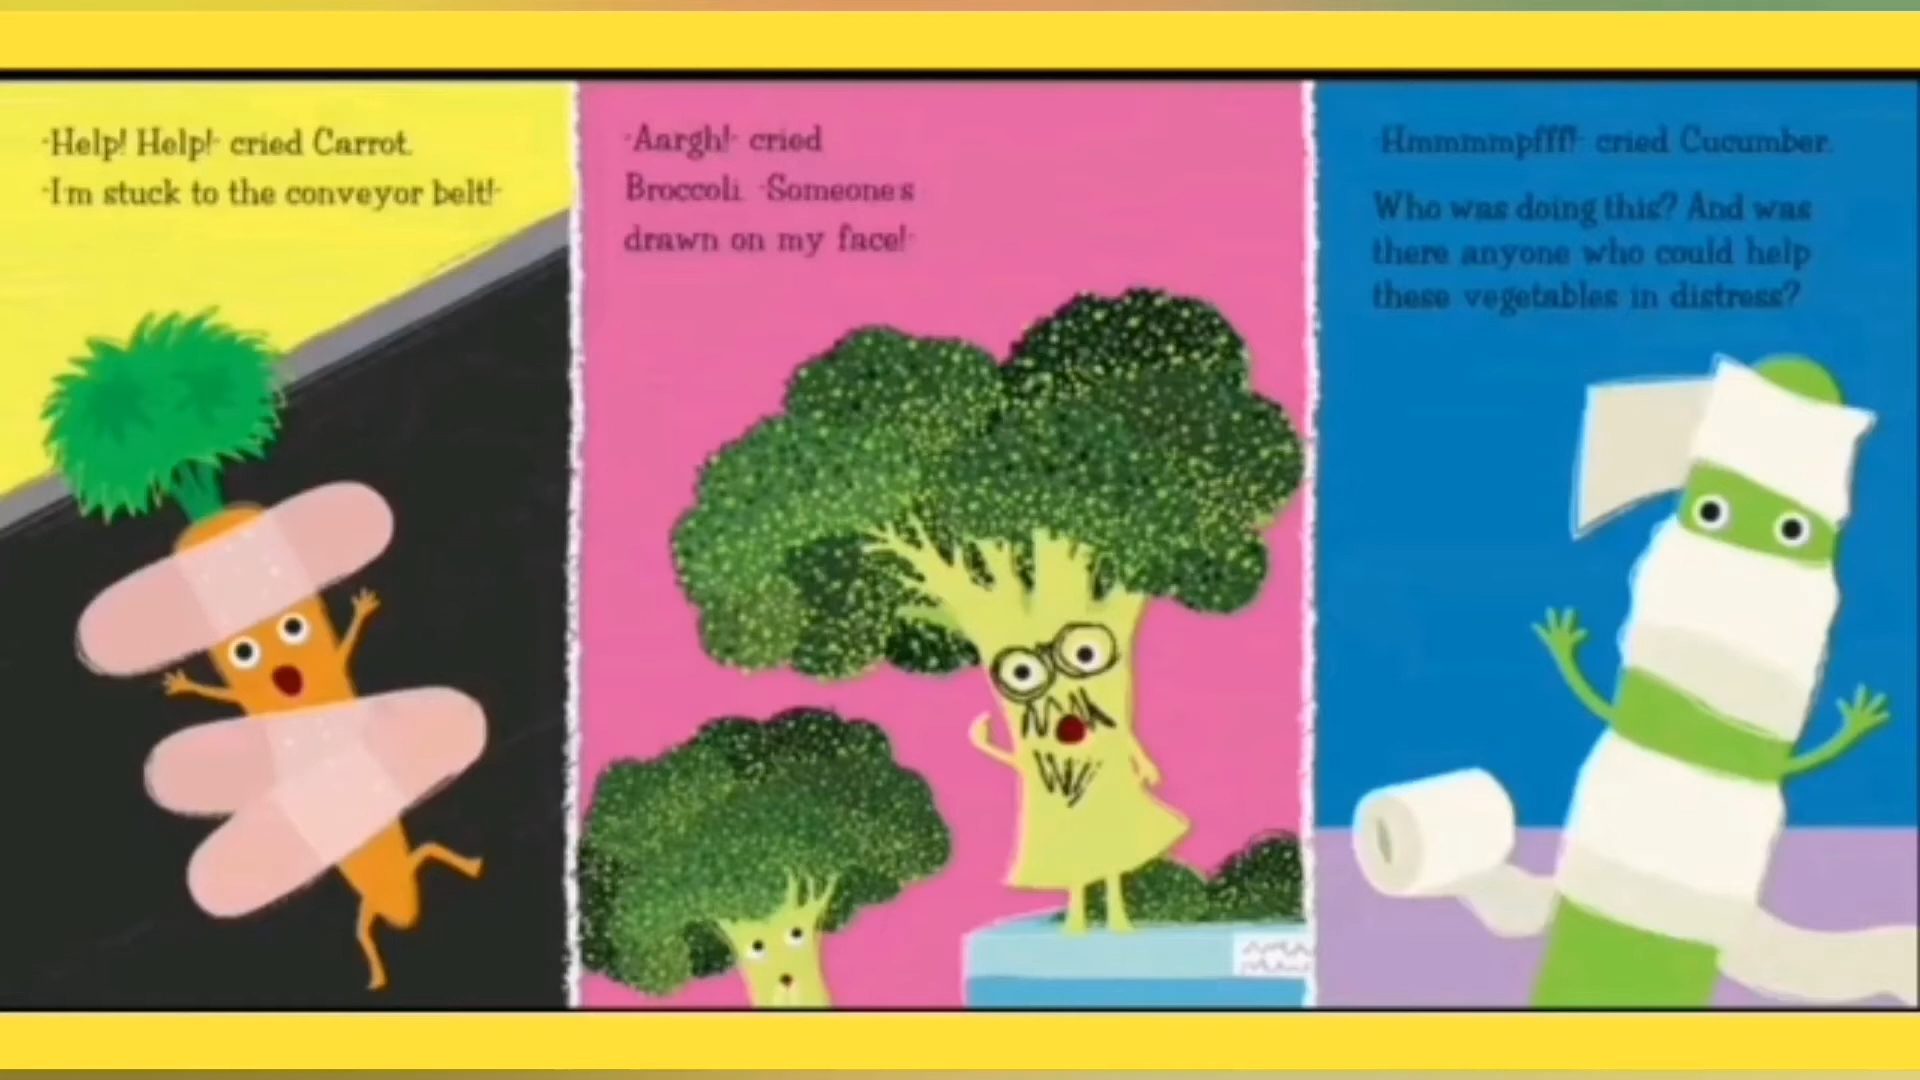 "Help! Help!" cried Carrot.
"I'm stuck to the conveyor belt!"
"Aargh!" cried
Broccoli. "Someone's
drawn on my face!"
"Hmmmmpfff!" cried Cucumber.
Who was doing this? And was
there anyone who could help
these vegetables in distress?